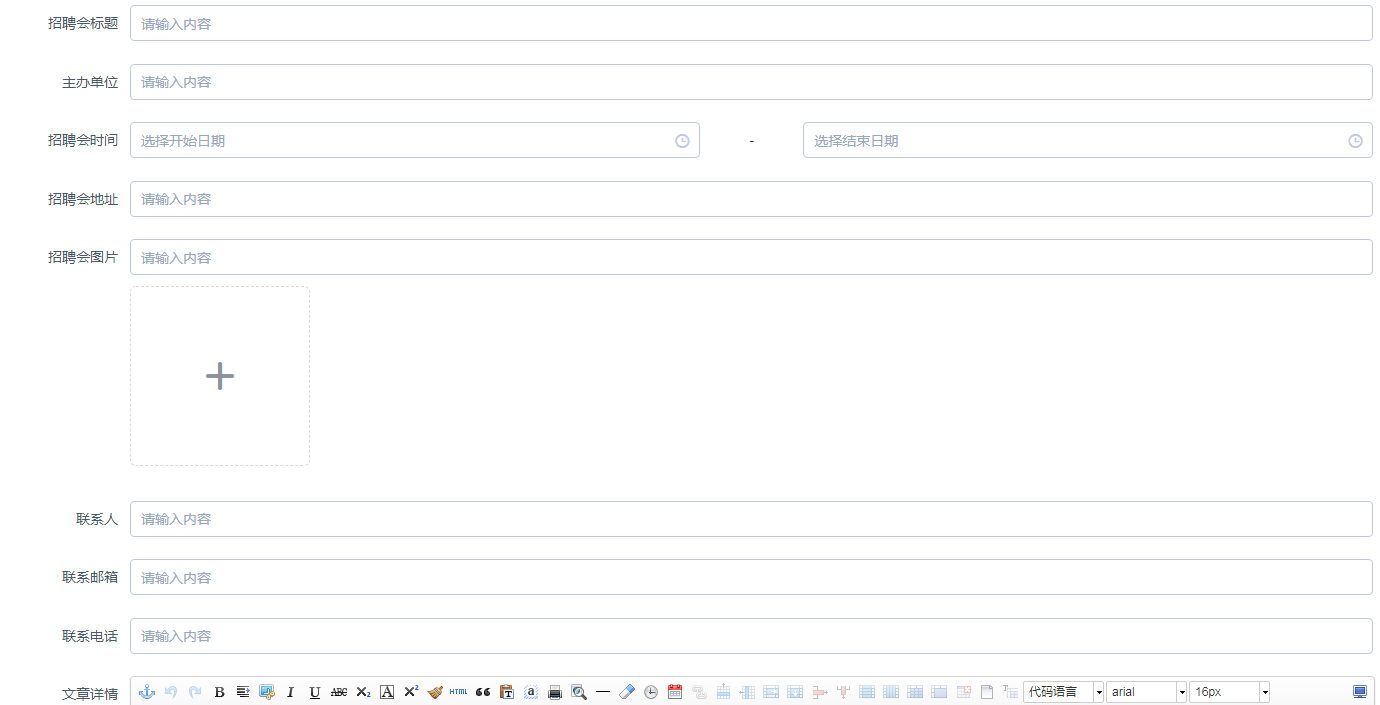 招聘会标题 请输入内容
主办单位 请输入内容
招聘会时间 选择开始日期 - 选择结束日期
招聘会地址 请输入内容
招聘会图片 请输入内容
联系人 请输入内容
联系邮箱 请输入内容
联系电话 请输入内容
文章详情 B I U ABC X₂ A X² HTML a 代码语言 arial 16px